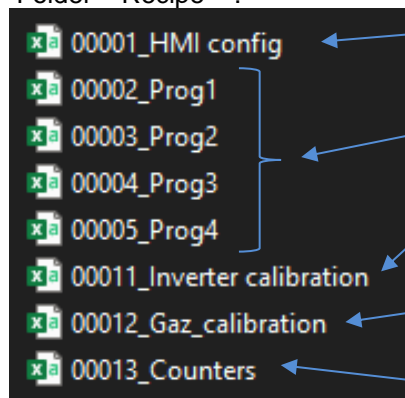 Folder « Recipe » :
00001_HMI config
00002_Prog1
00003_Prog2
00004_Prog3
00005_Prog4
00011_Inverter calibration
00012_Gaz_calibration
00013_Counters